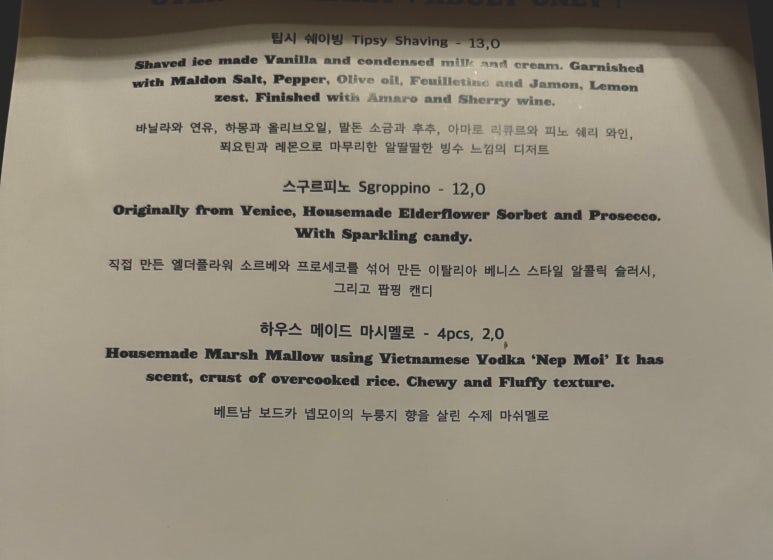 팁시 쉐이빙 Tipsy Shaving - 13,0
Shaved ice made Vanilla and condensed milk and cream. Garnished
with Maldon Salt, Pepper, Olive oil, Feuilletine and Jamon, Lemon
zest. Finished with Amaro and Sherry wine.
바닐라와 연유, 하몽과 올리브오일, 말돈 소금과 후추, 아마로 리큐르와 피노 쉐리 와인,
푀요틴과 레몬으로 마무리한 알딸딸한 빙수 느낌의 디저트
스구르피노 Sgroppino - 12,0
Originally from Venice, Housemade Elderflower Sorbet and Prosecco.
With Sparkling candy.
직접 만든 엘더플라워 소르베와 프로세코를 섞어 만든 이탈리아 베니스 스타일 알콜릭 슬러시,
그리고 팝핑 캔디
하우스 메이드 마시멜로 - 4pcs, 2,0
Housemade Marsh Mallow using Vietnamese Vodka ‘Nep Moi’ It has
scent, crust of overcooked rice. Chewy and Fluffy texture.
베트남 보드카 넵모이의 누룽지 향을 살린 수제 마쉬멜로